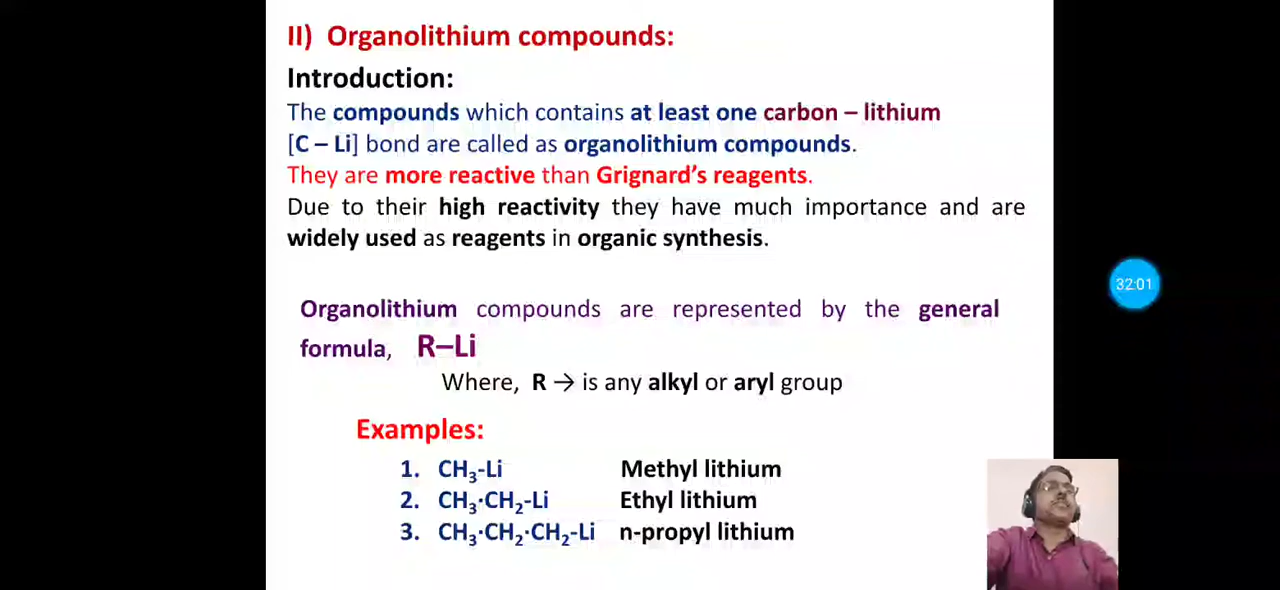 II) Organolithium compounds:
Introduction:
The compounds which contains at least one carbon – lithium
[C – Li] bond are called as organolithium compounds.
They are more reactive than Grignard's reagents.
Due to their high reactivity they have much importance and are
widely used as reagents in organic synthesis.
Organolithium compounds are represented by the general
formula, R–Li
Where, R → is any alkyl or aryl group
Examples:
1. CH₃-Li Methyl lithium
2. CH₃·CH₂-Li Ethyl lithium
3. CH₃·CH₂·CH₂-Li n-propyl lithium
32:01